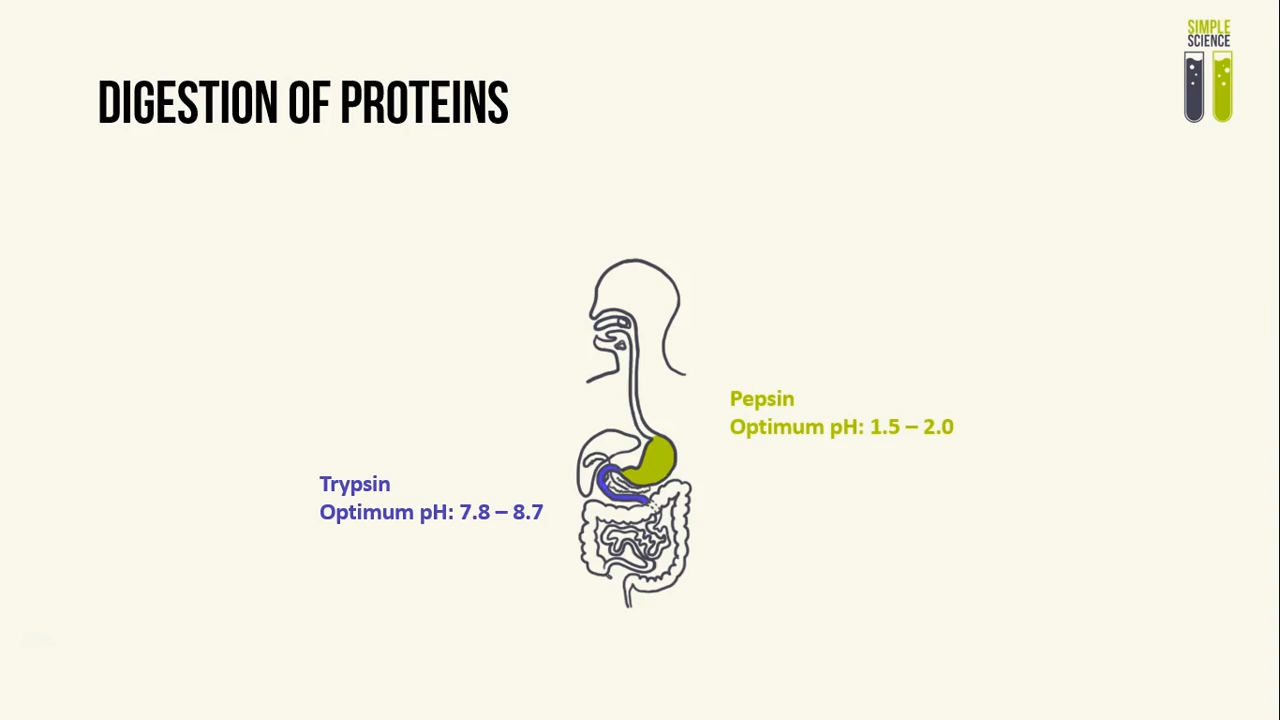 SIMPLE
SCIENCE
DIGESTION OF PROTEINS
Pepsin
Optimum pH: 1.5 – 2.0
Trypsin
Optimum pH: 7.8 – 8.7